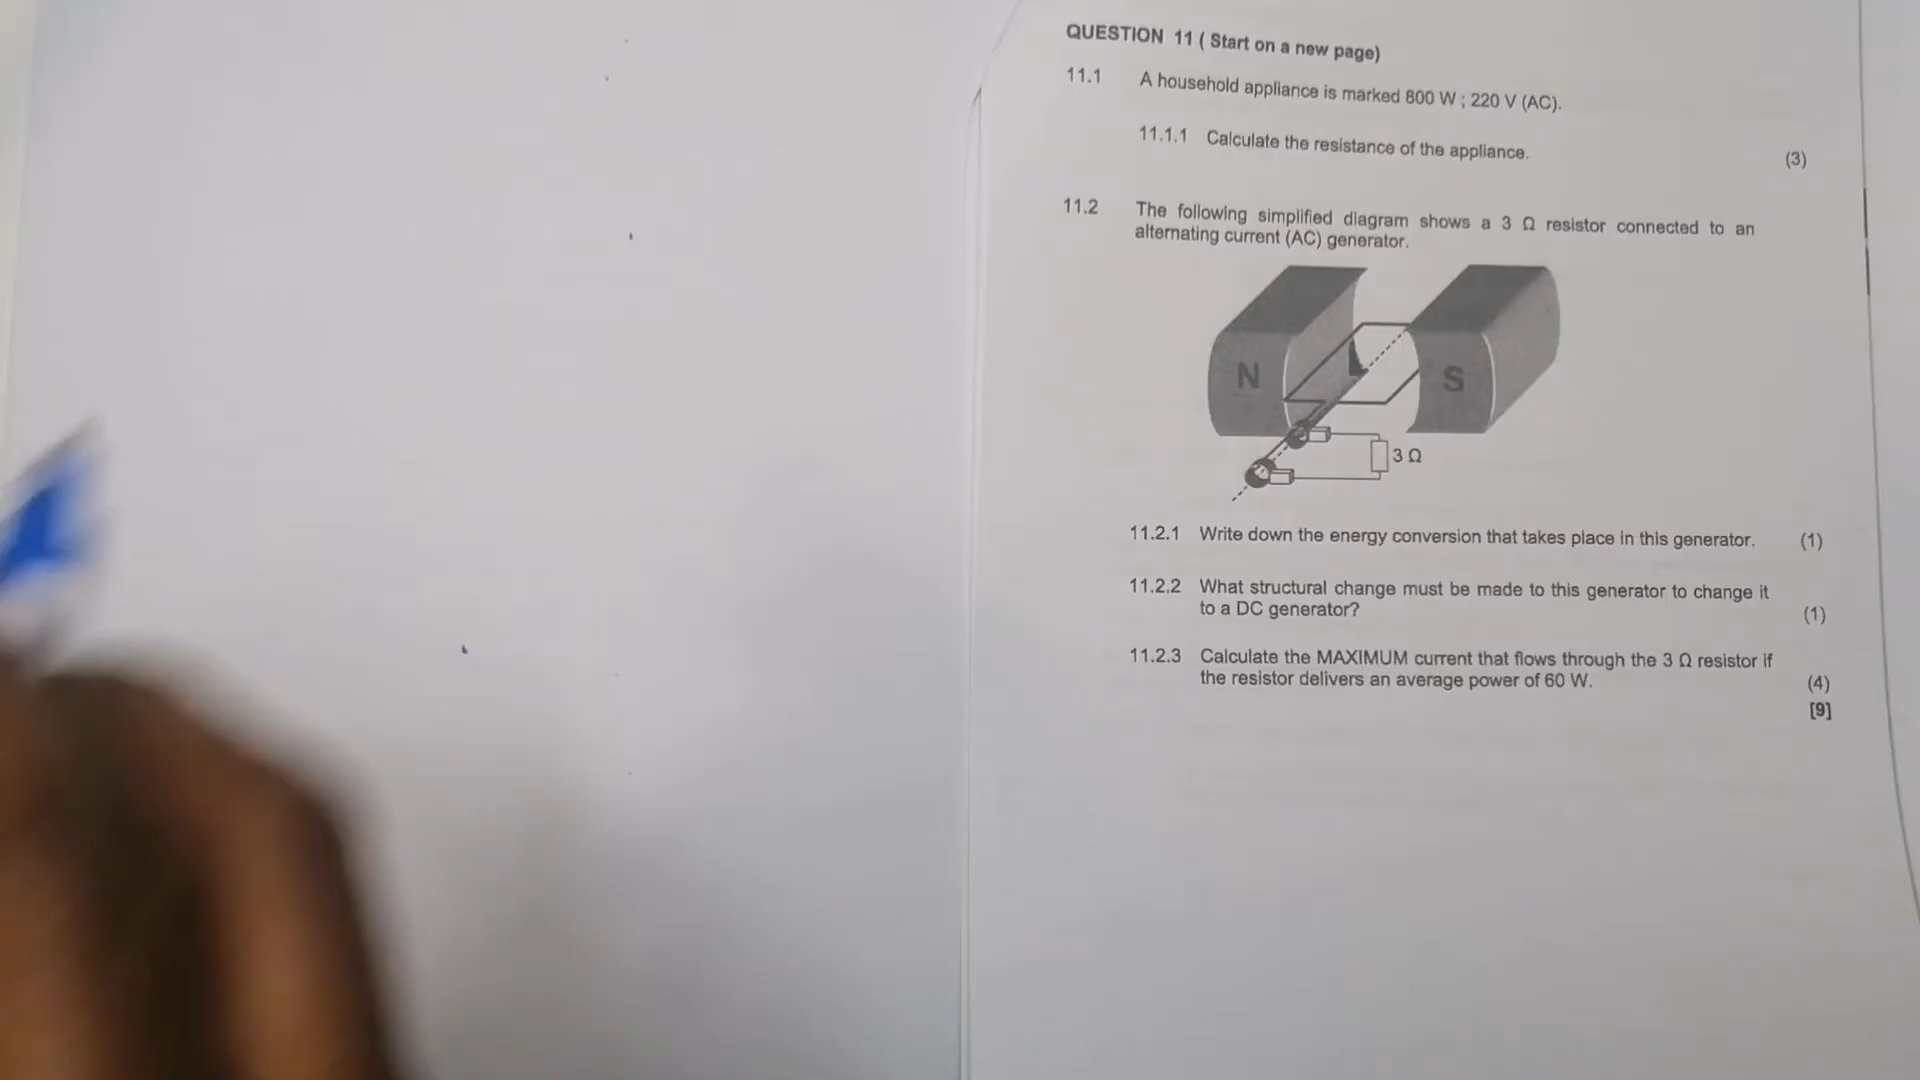 QUESTION 11 ( Start on a new page)
11.1 A household appliance is marked 800 W ; 220 V (AC).
11.1.1 Calculate the resistance of the appliance. (3)
11.2 The following simplified diagram shows a 3 Ω resistor connected to an
alternating current (AC) generator.
N S
3 Ω
11.2.1 Write down the energy conversion that takes place in this generator. (1)
11.2.2 What structural change must be made to this generator to change it
to a DC generator? (1)
11.2.3 Calculate the MAXIMUM current that flows through the 3 Ω resistor if
the resistor delivers an average power of 60 W. (4)
[9]